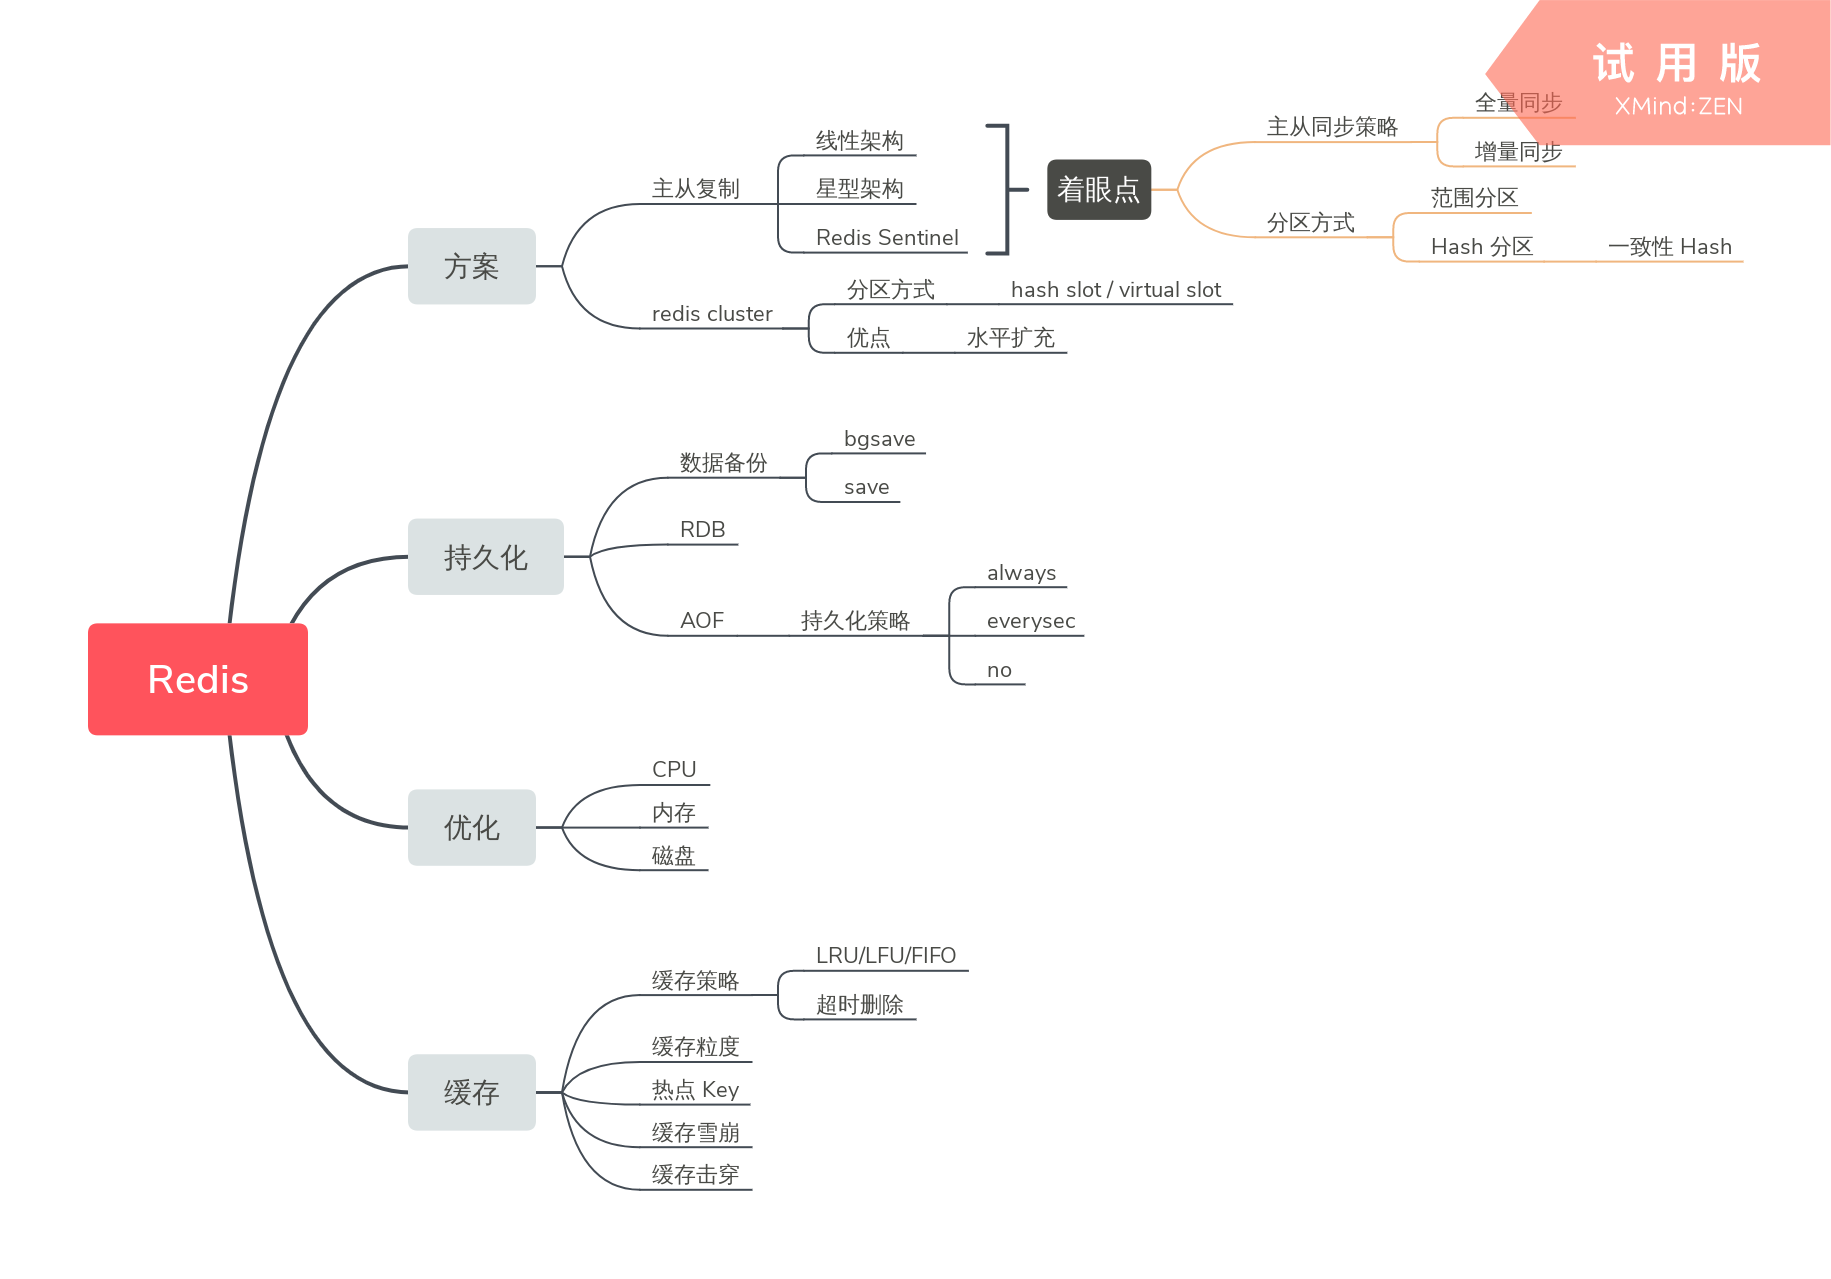 试 用 版
XMind:ZEN
Redis
方案
主从复制
线性架构
星型架构
Redis Sentinel
着眼点
主从同步策略
全量同步
增量同步
分区方式
范围分区
Hash 分区
一致性 Hash
redis cluster
分区方式
hash slot / virtual slot
优点
水平扩充
持久化
数据备份
bgsave
save
RDB
AOF
持久化策略
always
everysec
no
优化
CPU
内存
磁盘
缓存
缓存策略
LRU/LFU/FIFO
超时删除
缓存粒度
热点 Key
缓存雪崩
缓存击穿